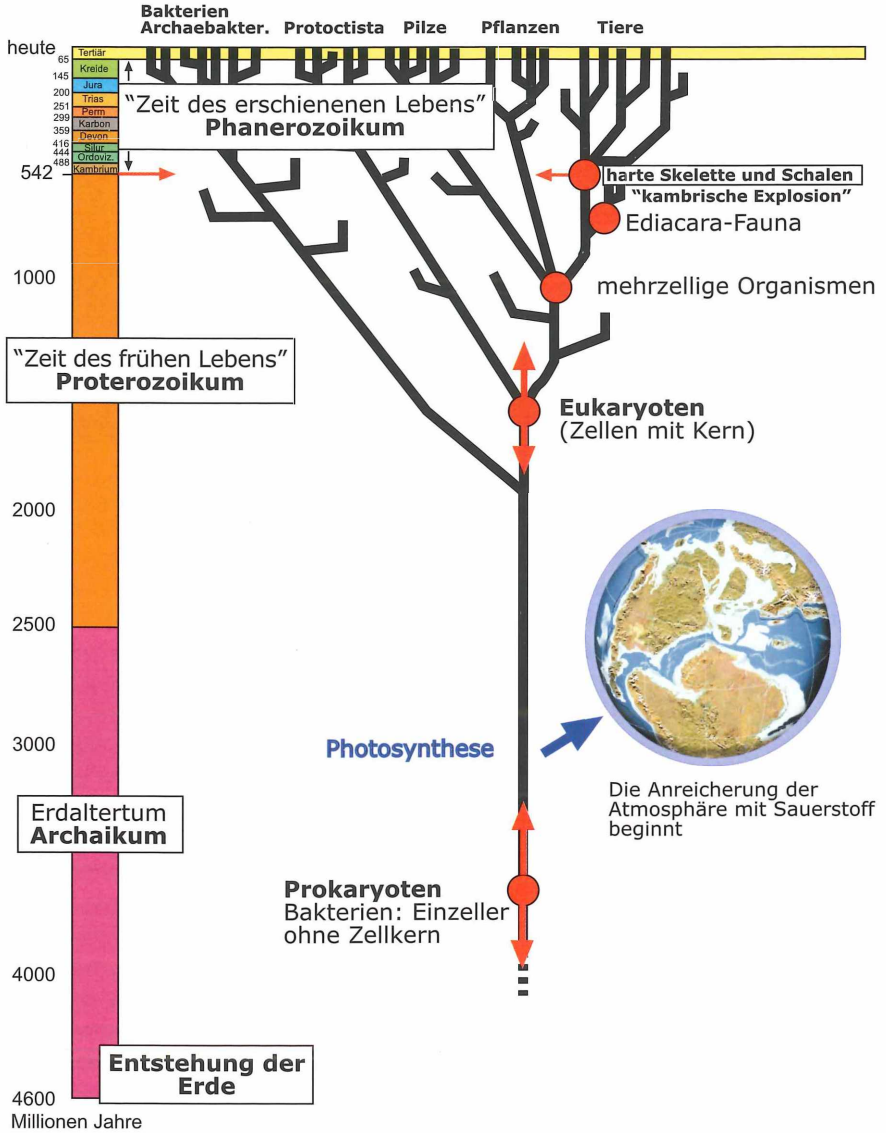 Bakterien
Archaebakter.
Protoctista
Pilze
Pflanzen
Tiere
heute
Tertiär
65
Kreide
145
Jura
200
Trias
251
Perm
299
Karbon
359
Devon
416
Silur
444
Ordoviz.
488
Kambrium
542
"Zeit des erschienenen Lebens"
Phanerozoikum
harte Skelette und Schalen
"kambrische Explosion"
Ediacara-Fauna
1000
mehrzellige Organismen
"Zeit des frühen Lebens"
Proterozoikum
Eukaryoten
(Zellen mit Kern)
2000
2500
3000
Photosynthese
Die Anreicherung der
Atmosphäre mit Sauerstoff
beginnt
Erdaltertum
Archaikum
Prokaryoten
Bakterien: Einzeller
ohne Zellkern
4000
Entstehung der
Erde
4600
Millionen Jahre